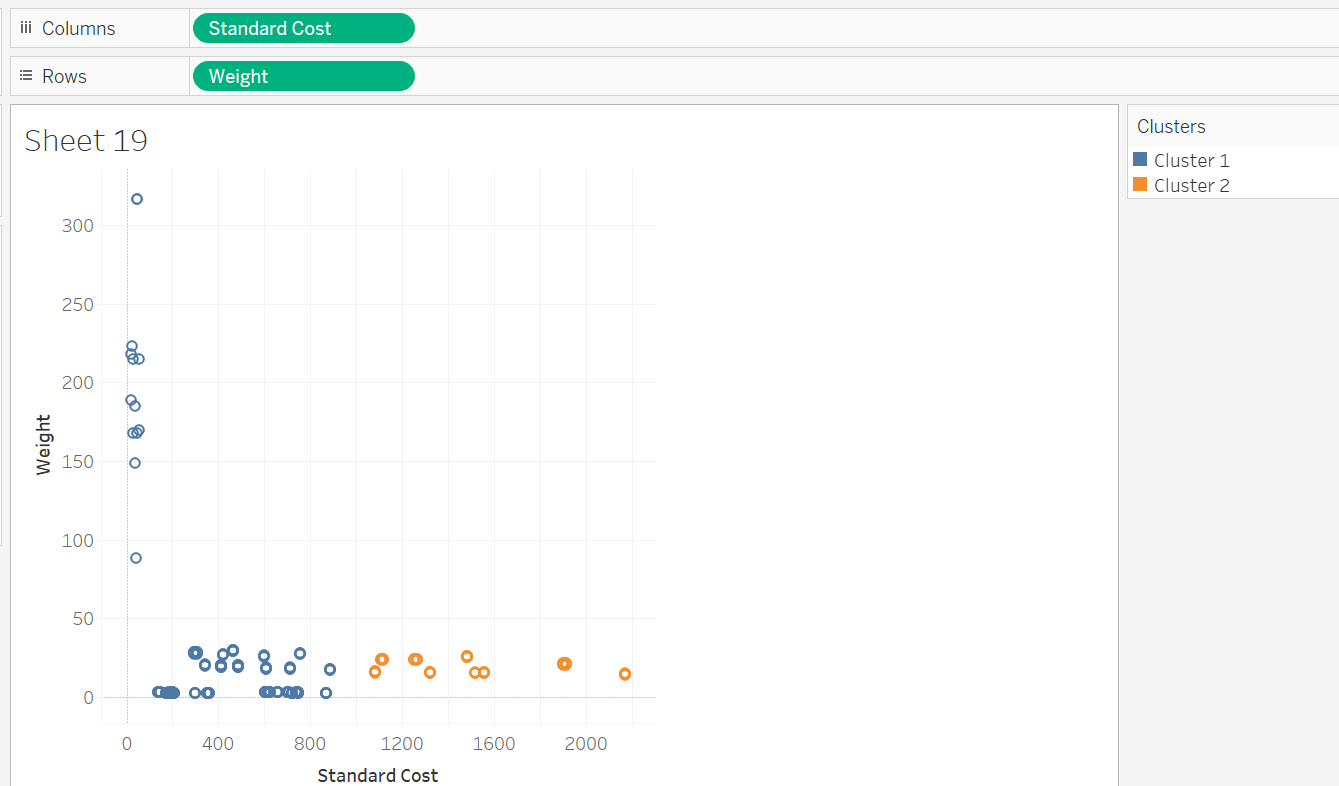 Columns
Standard Cost
Rows
Weight
Sheet 19
Clusters
Cluster 1
Cluster 2
300
250
200
150
100
50
0
Weight
0
400
800
1200
1600
2000
Standard Cost